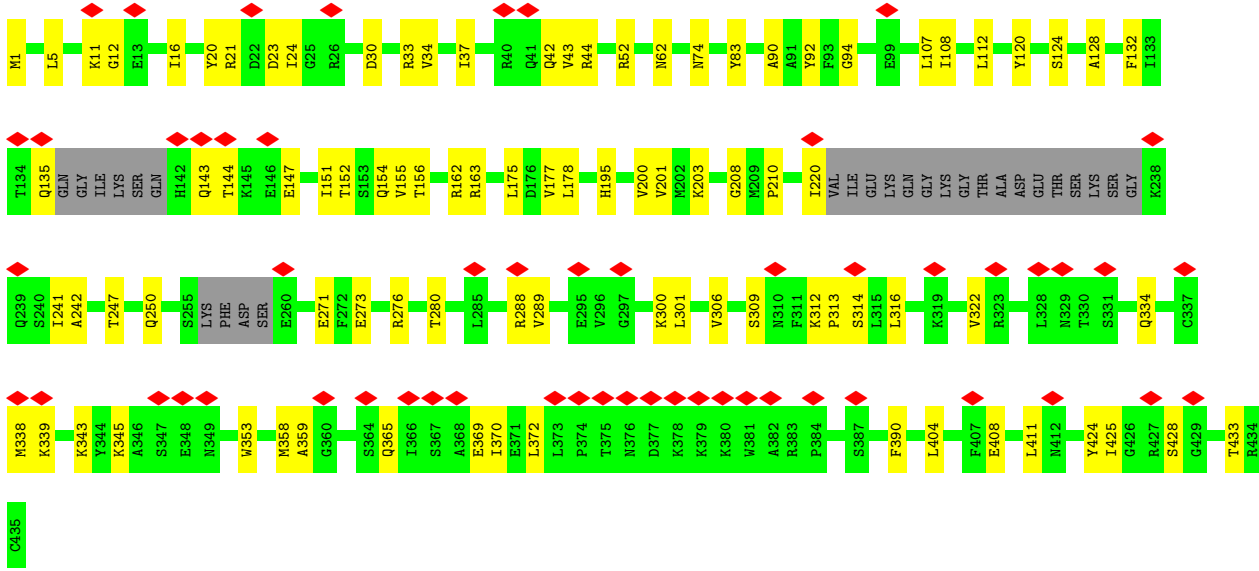 M1 L5 K11 G12 E13 I16 Y20 R21 D22 D23 I24 G25 R26 D30 R33 V34 I37 R40 Q41 Q42 V43 R44 R52 N62 N74 Y83 A90 A91 Y92 F93 G94 E99 L107 I108 L112 Y120 S124 A128 F132 I133
T134 Q135 GLN GLY ILE LYS SER GLN H142 Q143 T144 K145 E146 E147 I151 T152 S153 Q154 V155 T156 R162 R163 L175 D176 V177 L178 H195 V200 V201 M202 K203 G208 M209 P210 I220 VAL ILE GLU LYS GLN GLY LYS GLY THR ALA ASP GLU THR SER LYS SER GLY K238
Q239 S240 I241 A242 T247 Q250 S255 LYS PHE ASP SER E260 E271 F272 E273 R276 T280 L285 R288 V289 E295 V296 G297 K300 L301 V306 S309 N310 F311 K312 P313 S314 L315 L316 K319 V322 R323 L328 N329 T330 S331 Q334 C337
M338 K339 K343 Y344 K345 A346 S347 E348 N349 W353 M358 A359 G360 S364 Q365 I366 S367 A368 E369 I370 E371 L372 L373 P374 T375 N376 D377 K378 K379 K380 W381 A382 R383 P384 S387 F390 L404 F407 E408 L411 N412 Y424 I425 G426 R427 S428 G429 T433 R434
C435